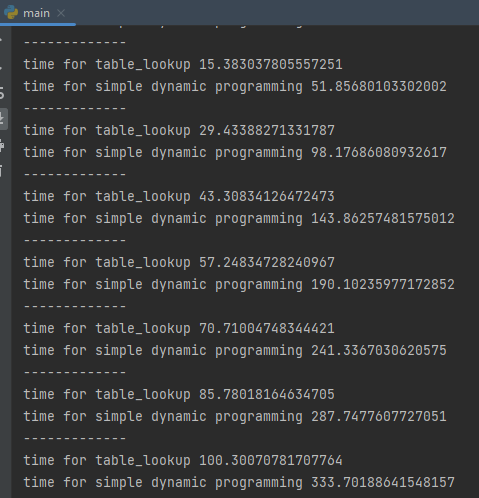 main
-------------
time for table_lookup 15.383037805557251
time for simple dynamic programming 51.85680103302002
-------------
time for table_lookup 29.43388271331787
time for simple dynamic programming 98.17686080932617
-------------
time for table_lookup 43.30834126472473
time for simple dynamic programming 143.86257481575012
-------------
time for table_lookup 57.24834728240967
time for simple dynamic programming 190.10235977172852
-------------
time for table_lookup 70.71004748344421
time for simple dynamic programming 241.3367030620575
-------------
time for table_lookup 85.78018164634705
time for simple dynamic programming 287.7477607727051
-------------
time for table_lookup 100.30070781707764
time for simple dynamic programming 333.70188641548157